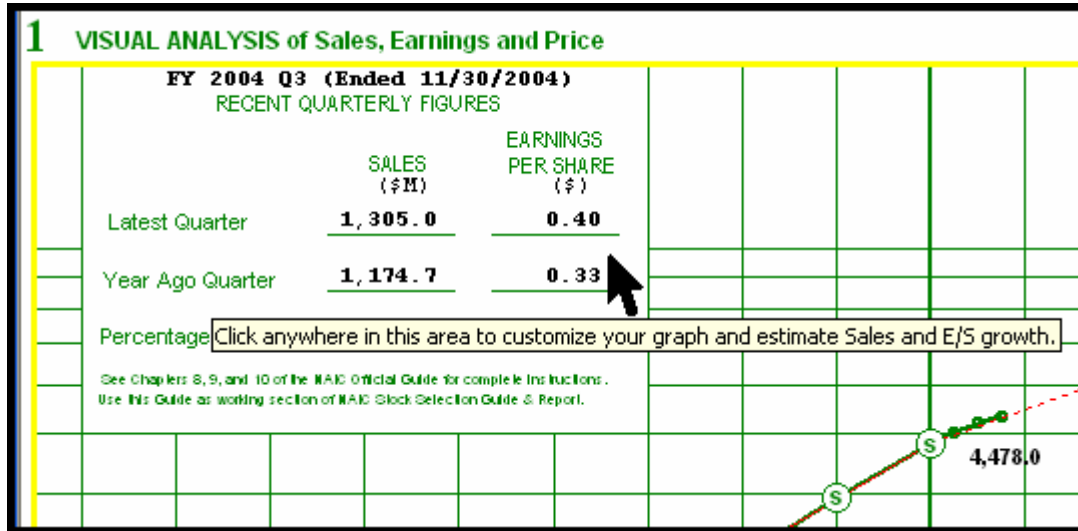 1 VISUAL ANALYSIS of Sales, Earnings and Price
FY 2004 Q3 (Ended 11/30/2004)
RECENT QUARTERLY FIGURES
EARNINGS
SALES PER SHARE
($M) ($)
Latest Quarter 1,305.0 0.40
Year Ago Quarter 1,174.7 0.33
Percentage Click anywhere in this area to customize your graph and estimate Sales and E/S growth.
See Chapters 8, 9, and 10 of the NAIC Official Guide for complete instructions.
Use this Guide as working section of NAIC Stock Selection Guide & Report.
S 4,478.0
S